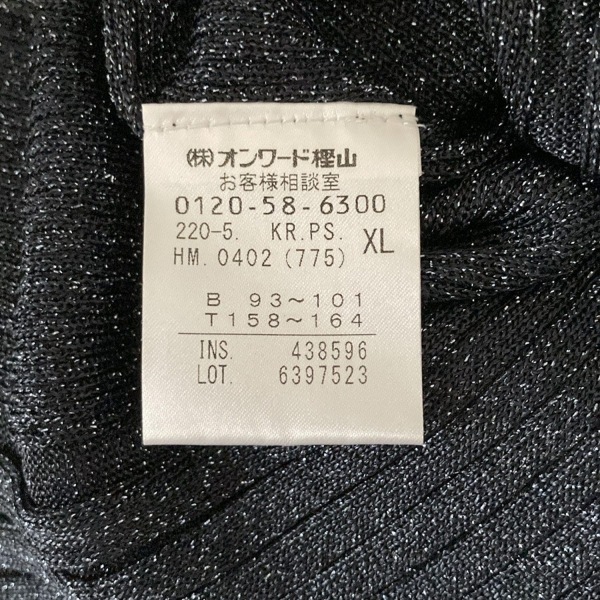 (株)オンワード樫山
お客様相談室
0120-58-6300
220-5. KR.PS. XL
HM. 0402 (775)
B 93~101
T 158~164
INS. 438596
LOT. 6397523